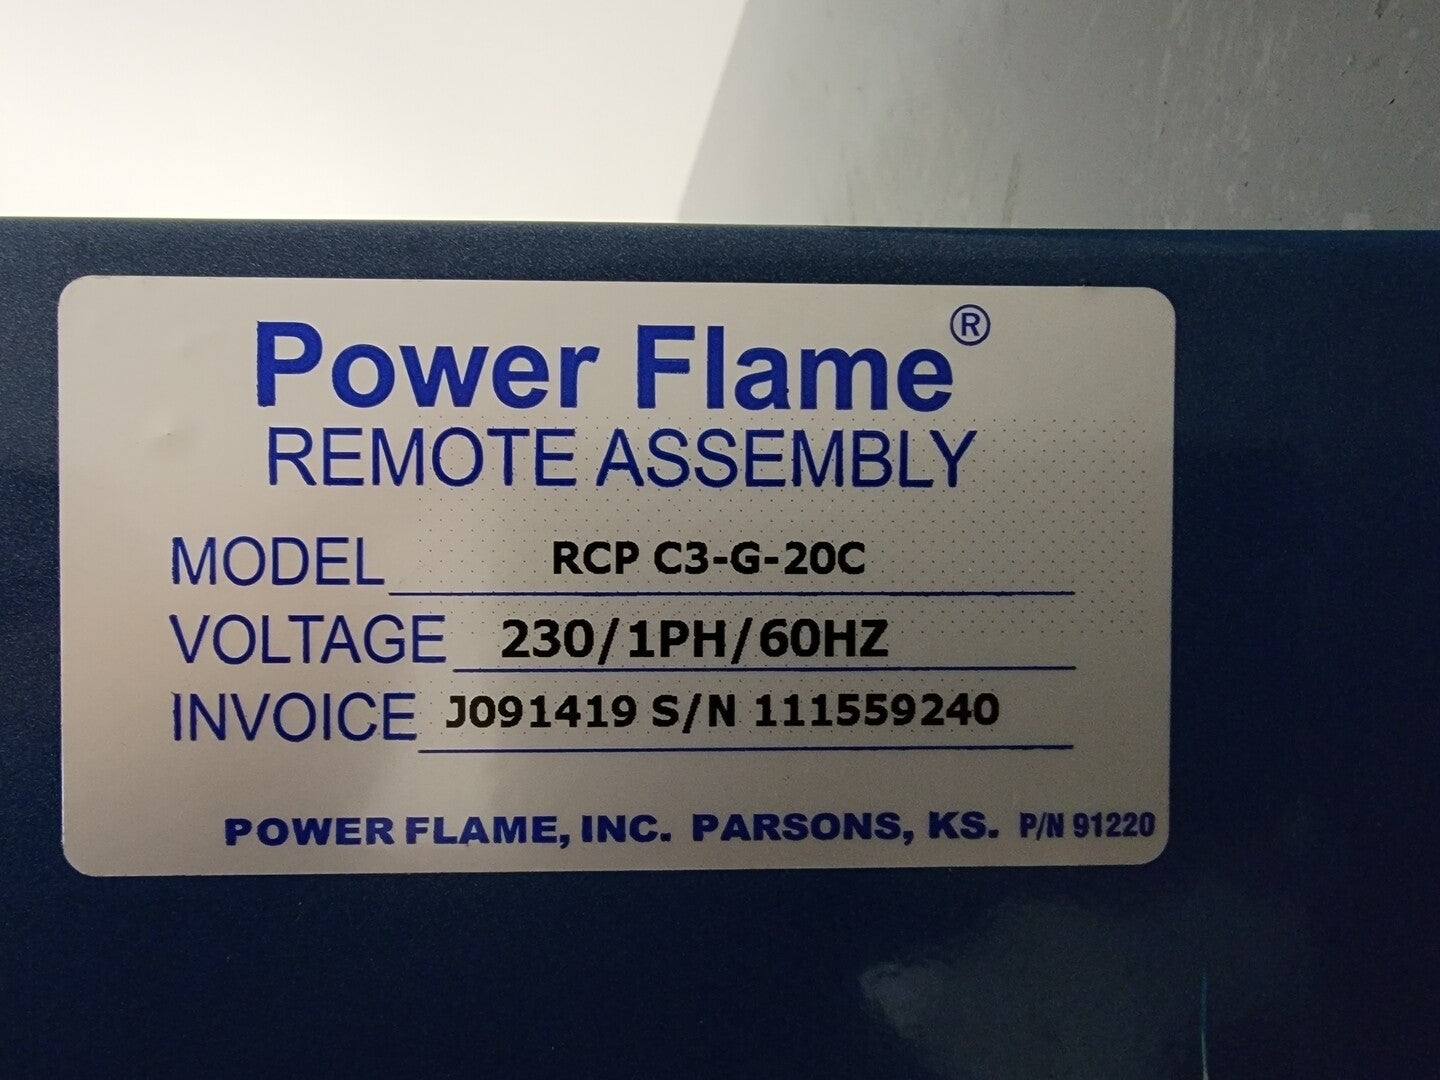 Power Flame®
REMOTE ASSEMBLY
MODEL RCP C3-G-20C
VOLTAGE 230/1PH/60HZ
INVOICE J091419 S/N 111559240
POWER FLAME, INC. PARSONS, KS. P/N 91220